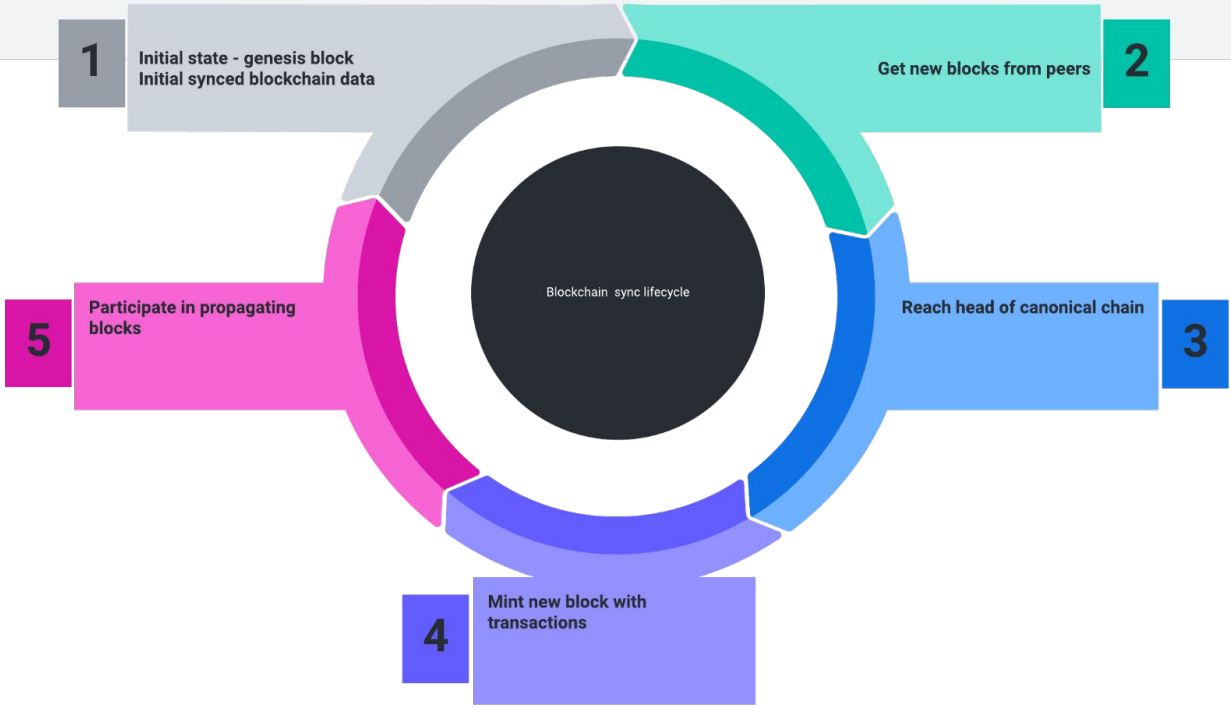 1
Initial state - genesis block
Initial synced blockchain data
2
Get new blocks from peers
3
Reach head of canonical chain
4
Mint new block with
transactions
5
Participate in propagating
blocks
Blockchain sync lifecycle